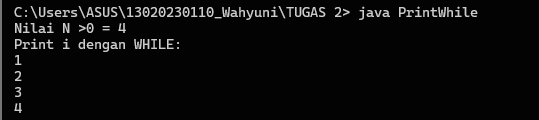 C:\Users\ASUS\13020230110_Wahyuni\TUGAS 2> java PrintWhile
Nilai N >0 = 4
Print i dengan WHILE:
1
2
3
4